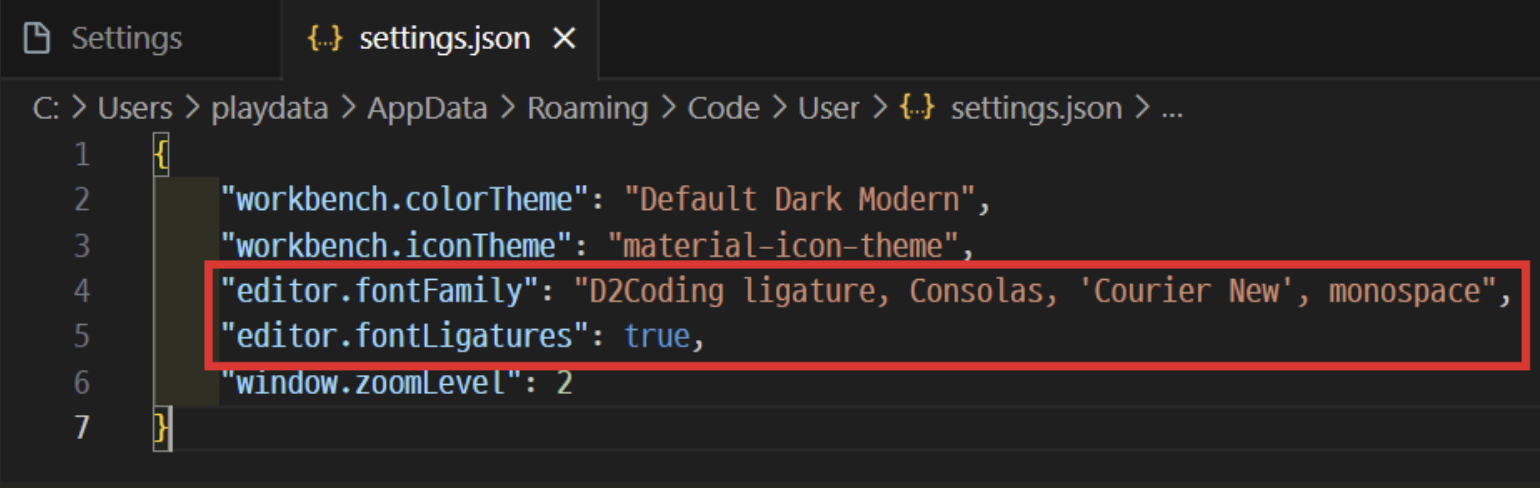 Settings
{..} settings.json ×
C: > Users > playdata > AppData > Roaming > Code > User > {..} settings.json > ...
1 {
2 "workbench.colorTheme": "Default Dark Modern",
3 "workbench.iconTheme": "material-icon-theme",
4 "editor.fontFamily": "D2Coding ligature, Consolas, 'Courier New', monospace",
5 "editor.fontLigatures": true,
6 "window.zoomLevel": 2
7 }